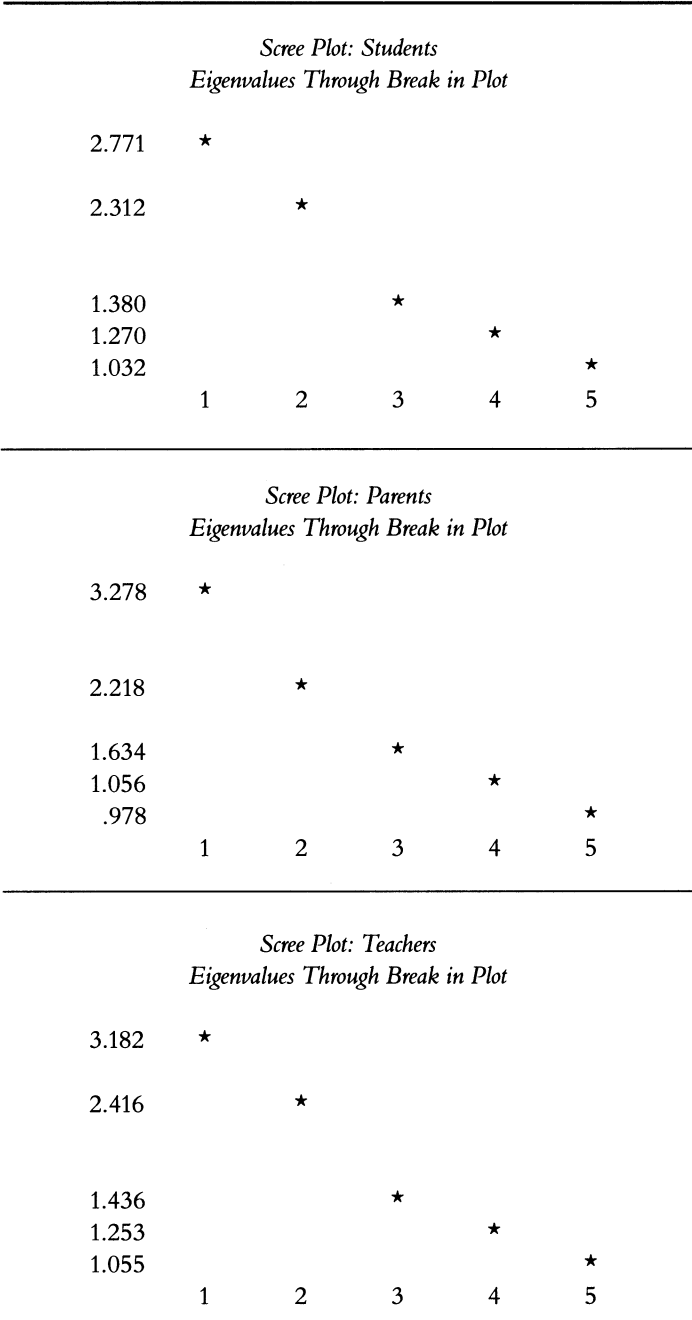 Scree Plot: Students
Eigenvalues Through Break in Plot
2.771 ★
2.312 ★
1.380 ★
1.270 ★
1.032 ★
1 2 3 4 5
Scree Plot: Parents
Eigenvalues Through Break in Plot
3.278 ★
2.218 ★
1.634 ★
1.056 ★
.978 ★
1 2 3 4 5
Scree Plot: Teachers
Eigenvalues Through Break in Plot
3.182 ★
2.416 ★
1.436 ★
1.253 ★
1.055 ★
1 2 3 4 5